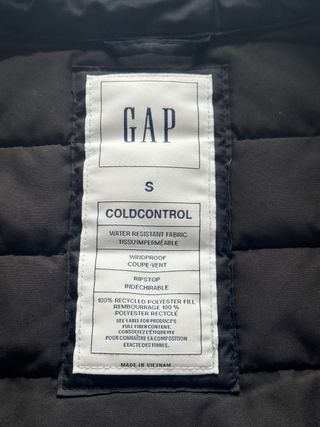 GAP
S
COLDCONTROL
WATER RESISTANT FABRIC
TISSU IMPERMÉABLE
WINDPROOF
COUPE-VENT
RIPSTOP
INDÉCHIRABLE
100% RECYCLED POLYESTER FILL
REMBOURRAGE 100 %
POLYESTER RECYCLÉ
SEE LABEL FOR PRODUCTS
FULL FIBER CONTENT.
CONSULTEZ L'ÉTIQUETTE
POUR CONNAÎTRE LA COMPOSITION
EXACTE DES FIBRES.
MADE IN VIETNAM